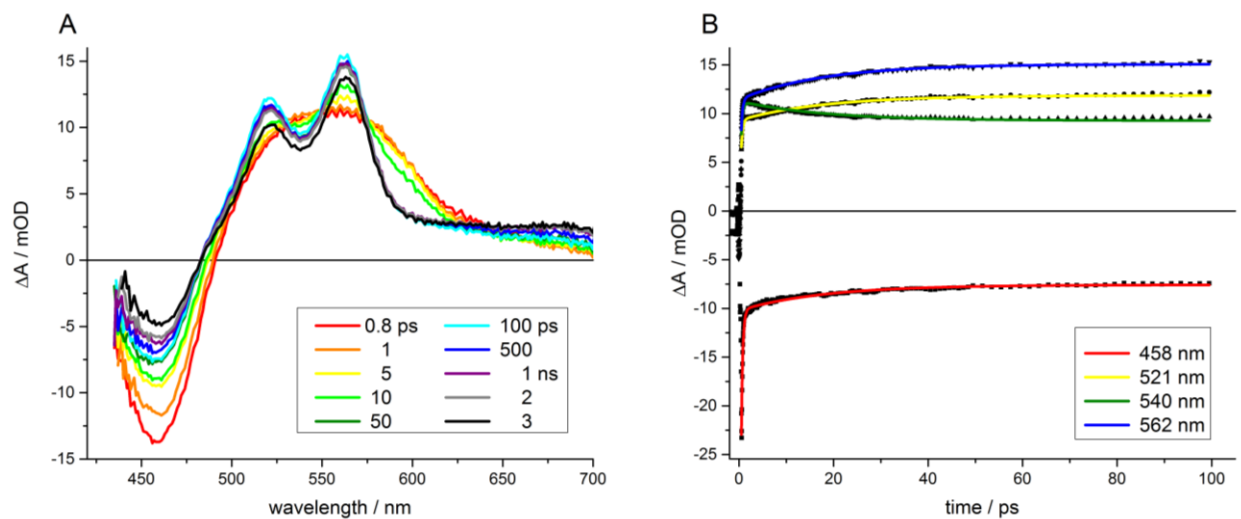 A
B
15
10
5
0
-5
-10
-15
ΔA / mOD
450 500 550 600 650 700
wavelength / nm
0.8 ps 100 ps
1 500
5 1 ns
10 2
50 3
15
10
5
0
-5
-10
-15
-20
-25
ΔA / mOD
0 20 40 60 80 100
time / ps
458 nm
521 nm
540 nm
562 nm